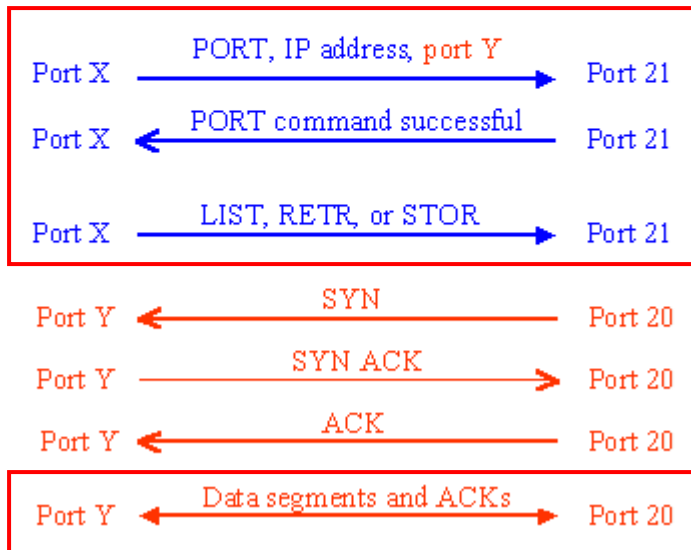 PORT, IP address, port Y
Port X Port 21
PORT command successful
Port X Port 21
LIST, RETR, or STOR
Port X Port 21
SYN
Port Y Port 20
SYN ACK
Port Y Port 20
ACK
Port Y Port 20
Data segments and ACKs
Port Y Port 20